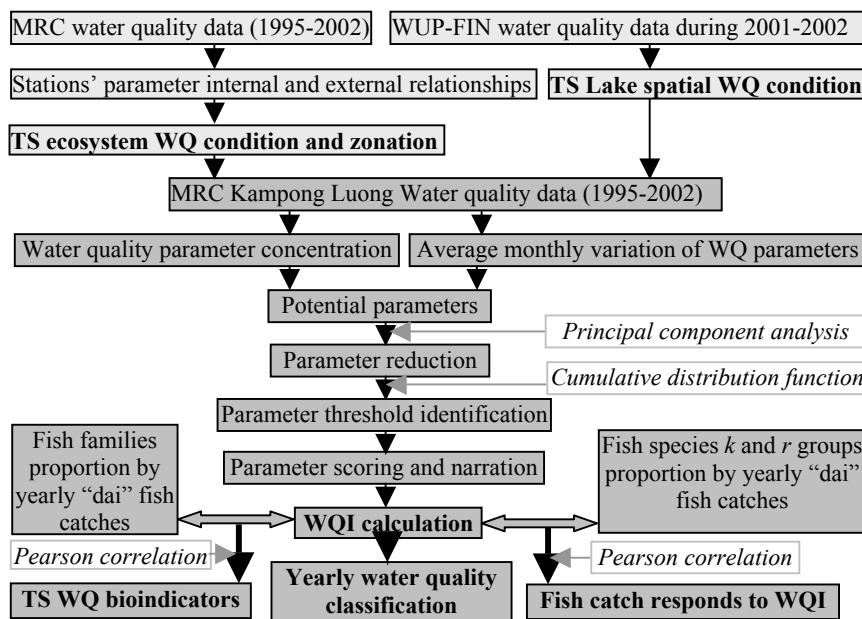 MRC water quality data (1995-2002)
WUP-FIN water quality data during 2001-2002
Stations’ parameter internal and external relationships
TS Lake spatial WQ condition
TS ecosystem WQ condition and zonation
MRC Kampong Luong Water quality data (1995-2002)
Water quality parameter concentration
Average monthly variation of WQ parameters
Potential parameters
Principal component analysis
Parameter reduction
Cumulative distribution function
Parameter threshold identification
Fish families
proportion by
yearly “dai” fish
catches
Fish species k and r groups
proportion by yearly “dai”
fish catches
Parameter scoring and narration
WQI calculation
Pearson correlation
Pearson correlation
TS WQ bioindicators
Yearly water quality
classification
Fish catch responds to WQI